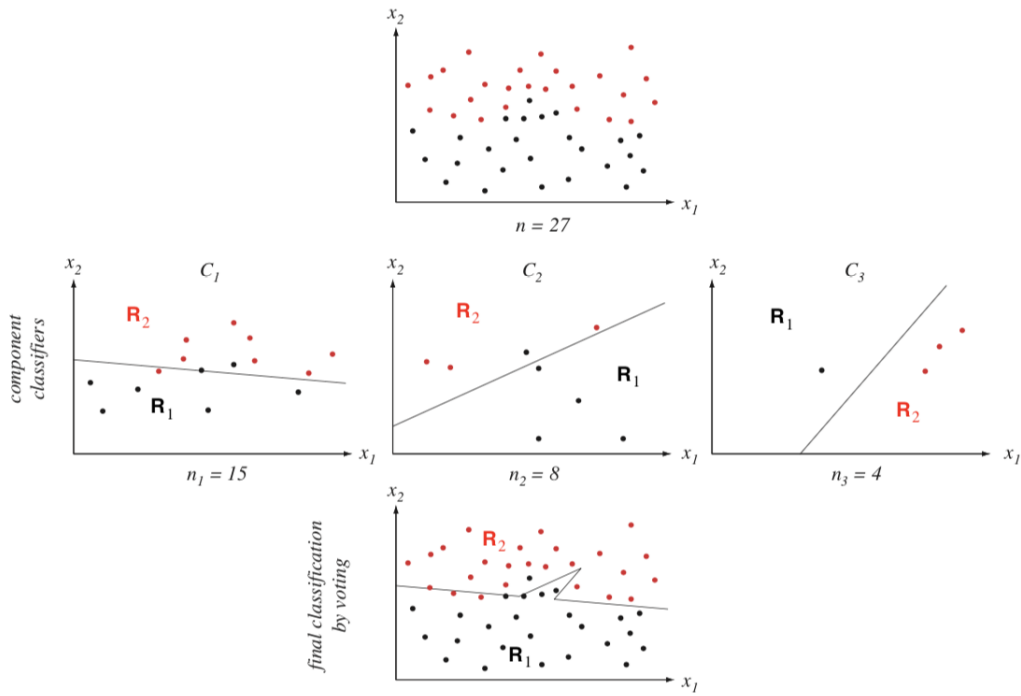 x2
x1
n = 27
component
classifiers
x2
C1
R2
R1
x1
n1 = 15
x2
C2
R2
R1
x1
n2 = 8
x2
C3
R1
R2
x1
n3 = 4
final classification
by voting
x2
R2
R1
x1